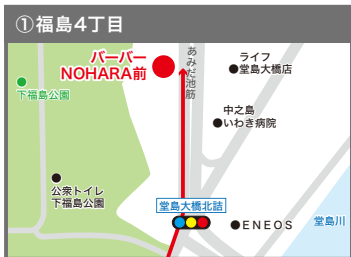 ①福島4丁目
バーバー
NOHARA前
あみだ池筋
ライフ
堂島大橋店
下福島公園
中之島
いわき病院
公衆トイレ
下福島公園
堂島大橋北詰
ENEOS
堂島川